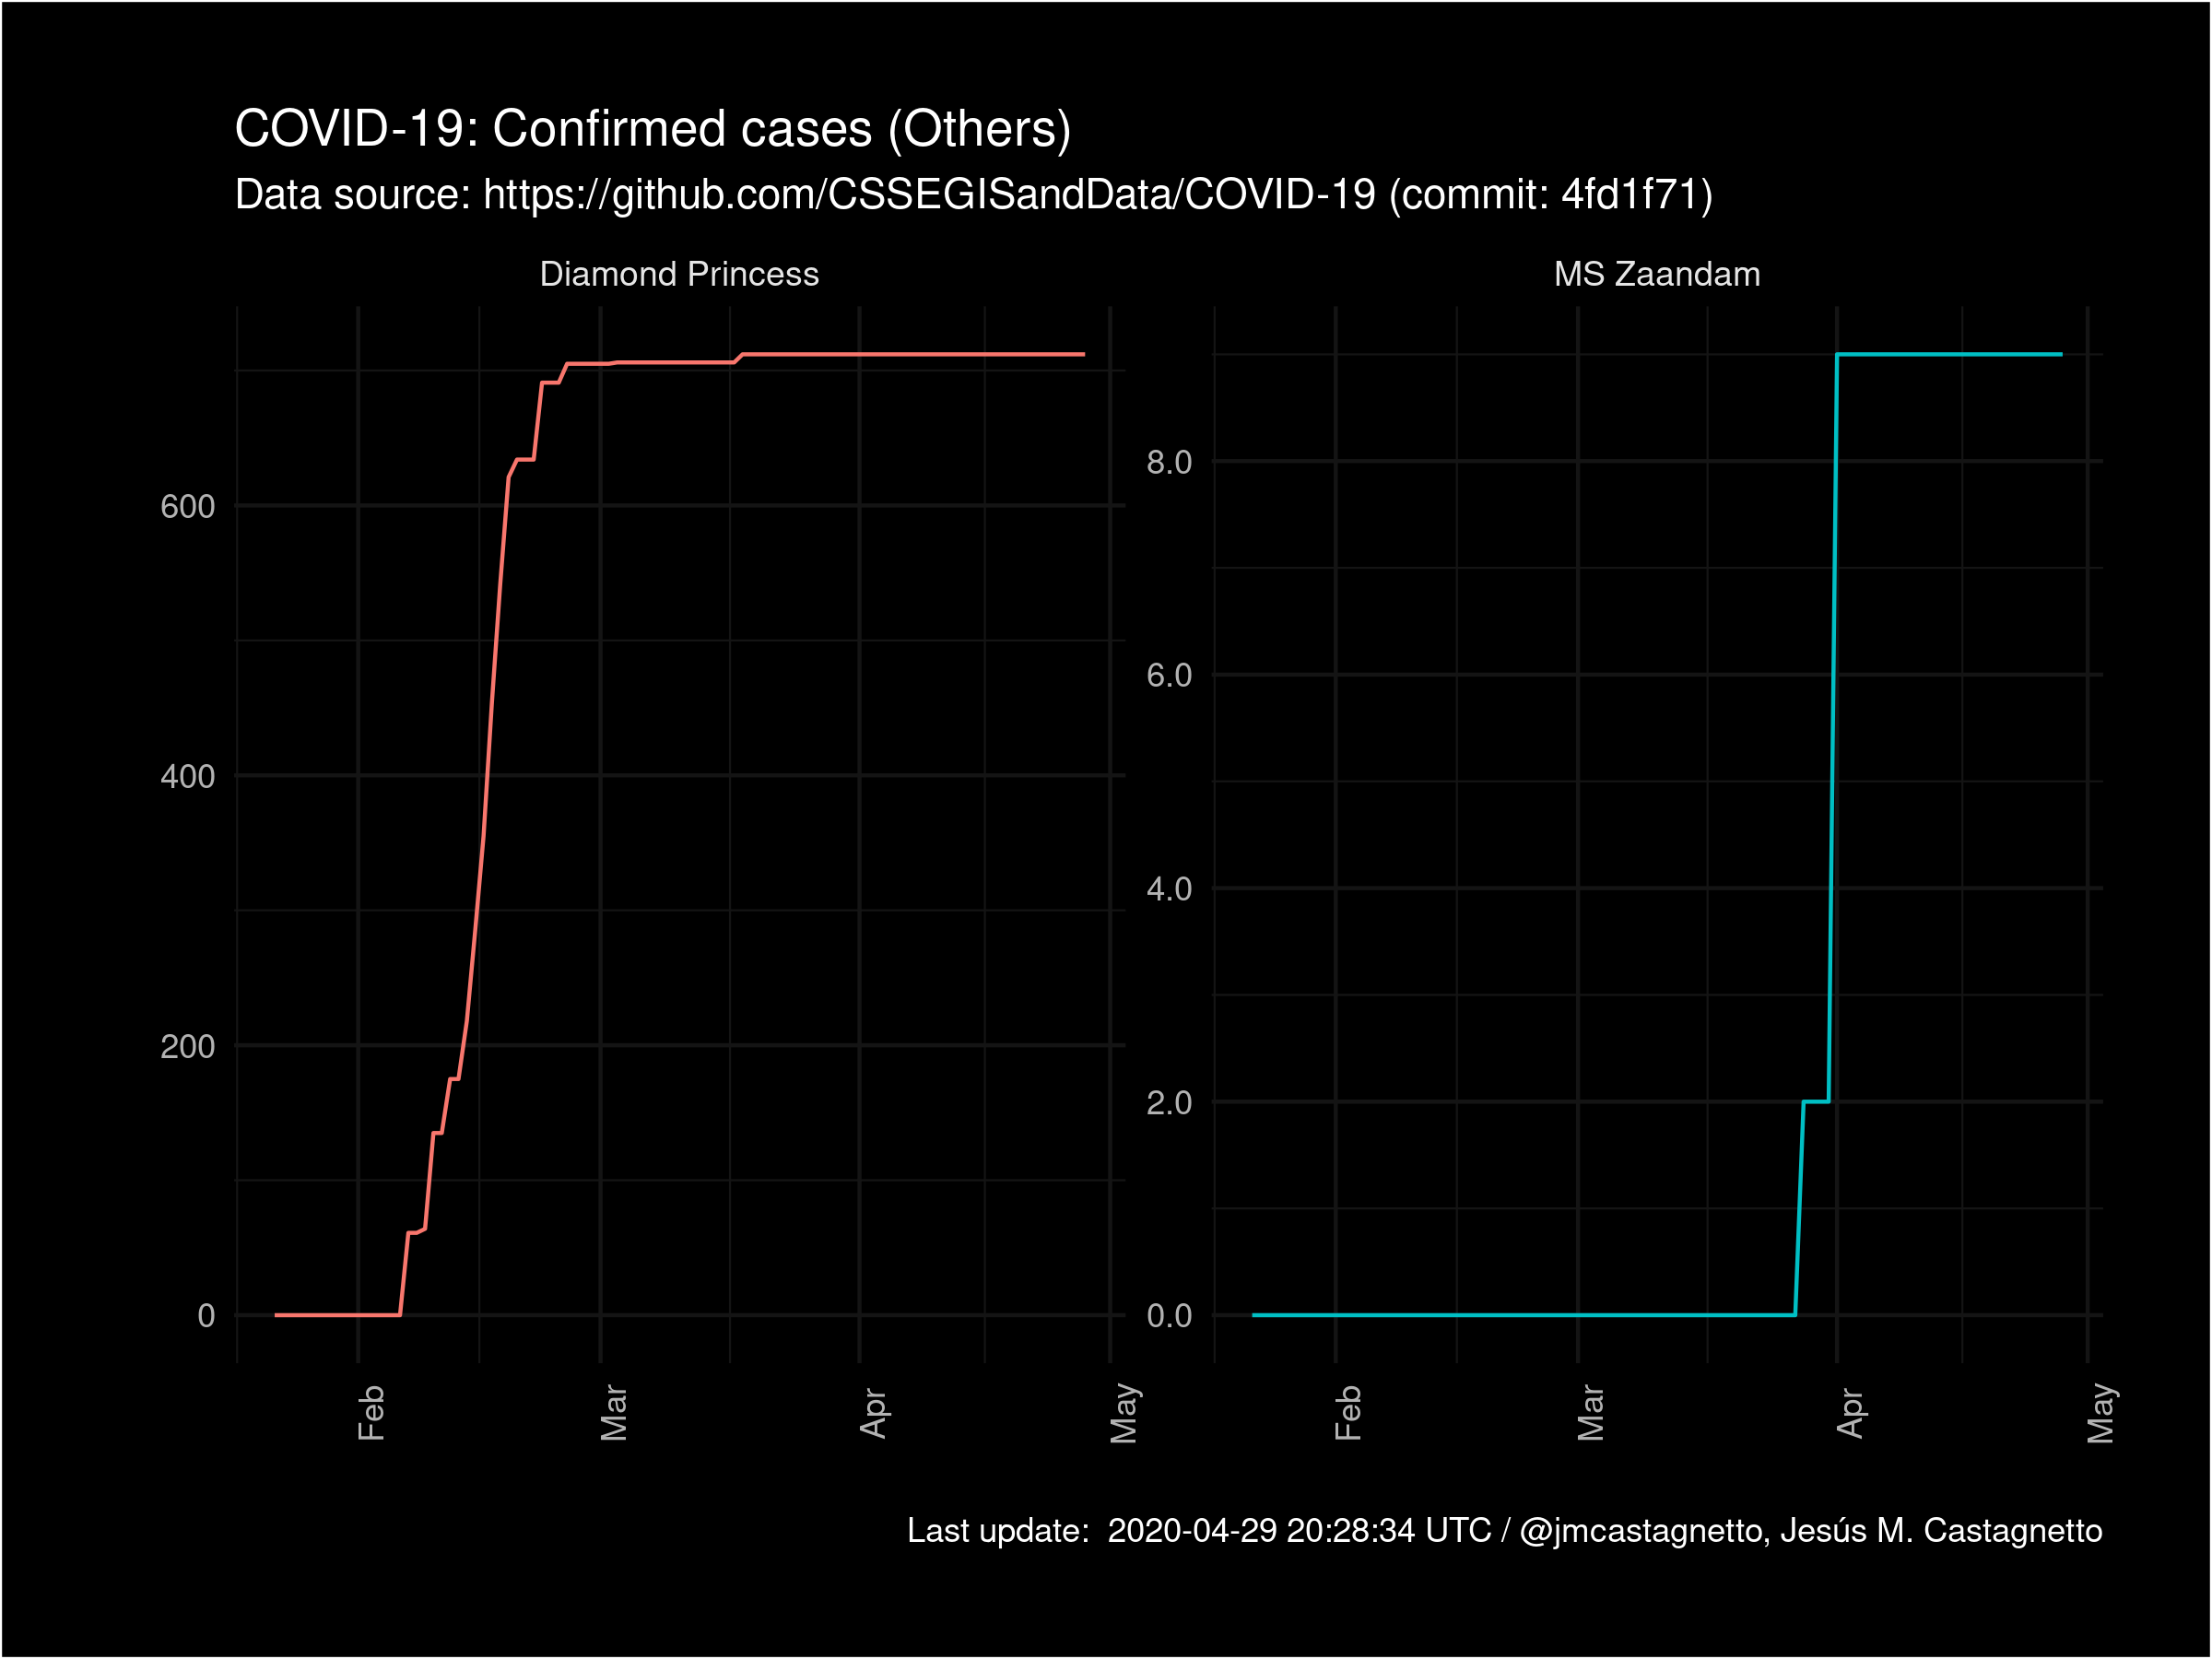 COVID-19: Confirmed cases (Others)
Data source: https://github.com/CSSEGISandData/COVID-19 (commit: 4fd1f71)
Diamond Princess
MS Zaandam
600
400
200
0
8.0
6.0
4.0
2.0
0.0
Feb
Mar
Apr
May
Feb
Mar
Apr
May
Last update:  2020-04-29 20:28:34 UTC / @jmcastagnetto, Jesús M. Castagnetto